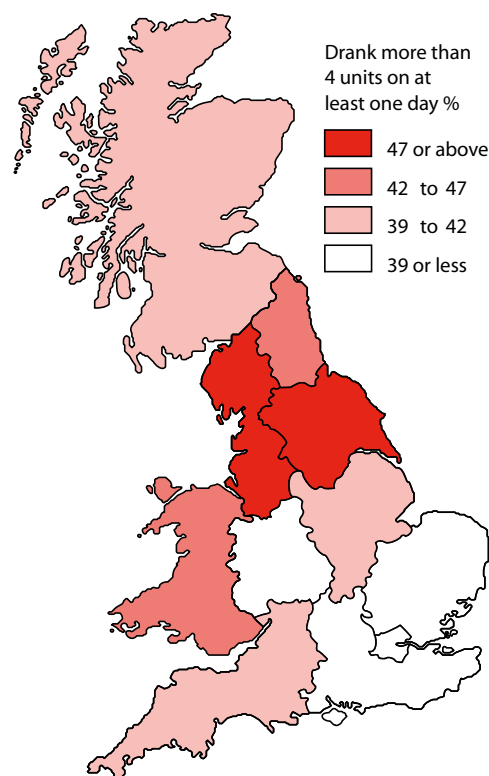 Drank more than
4 units on at
least one day %
47 or above
42 to 47
39 to 42
39 or less